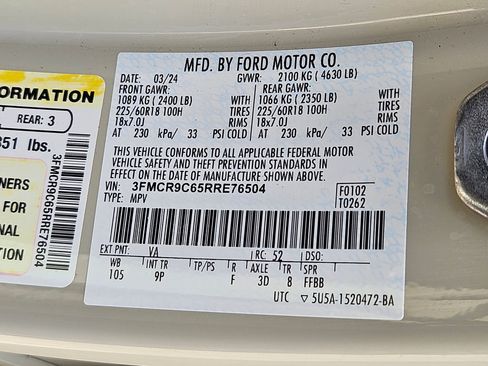 MFD. BY FORD MOTOR CO.
DATE: 03/24 GVWR: 2100 KG ( 4630 LB)
FRONT GAWR: REAR GAWR:
1089 KG ( 2400 LB) WITH 1066 KG ( 2350 LB) WITH
225/60R18 100H TIRES 225/60R18 100H TIRES
18x7.0J RIMS 18x7.0J RIMS
AT 230 kPa/ 33 PSI COLD AT 230 kPa/ 33 PSI COLD
THIS VEHICLE CONFORMS TO ALL APPLICABLE FEDERAL MOTOR
VEHICLE SAFETY AND THEFT PREVENTION STANDARDS IN
EFFECT ON THE DATE OF MANUFACTURE SHOWN ABOVE.
VIN: 3FMCR9C65RRE76504
TYPE: MPV
F0102
T0262
EXT PNT: VA RC: 52 DSO:
WB INT TR TP/PS R AXLE TR SPR
105 9P F 3D 8 FFBB
UTC ▽ 5U5A-1520472-BA
FORMATION
REAR: 3
851 lbs.
NERS
FOR
NAL
ION
3FMCR9C65RRE76504